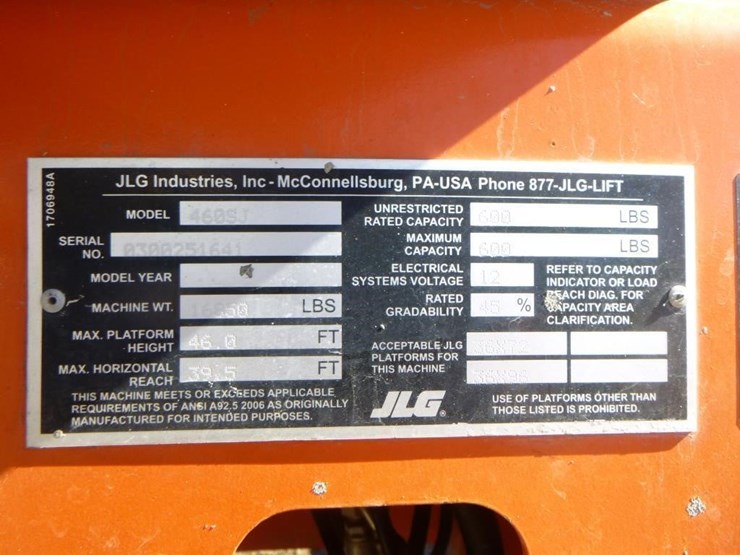 1706948A
JLG Industries, Inc - McConnellsburg, PA-USA Phone 877-JLG-LIFT
MODEL 460SJ
SERIAL
NO. 0300251641
MODEL YEAR
MACHINE WT. LBS
MAX. PLATFORM
HEIGHT 46.0 FT
MAX. HORIZONTAL
REACH 39.5 FT
THIS MACHINE MEETS OR EXCEEDS APPLICABLE
REQUIREMENTS OF ANSI A92.5 2006 AS ORIGINALLY
MANUFACTURED FOR INTENDED PURPOSES.
UNRESTRICTED
RATED CAPACITY 600 LBS
MAXIMUM
CAPACITY 600 LBS
ELECTRICAL
SYSTEMS VOLTAGE 12
RATED
GRADABILITY 45 %
REFER TO CAPACITY
INDICATOR OR LOAD
REACH DIAG. FOR
CAPACITY AREA
CLARIFICATION.
ACCEPTABLE JLG
PLATFORMS FOR
THIS MACHINE
36X72
36X96
JLG®
USE OF PLATFORMS OTHER THAN
THOSE LISTED IS PROHIBITED.